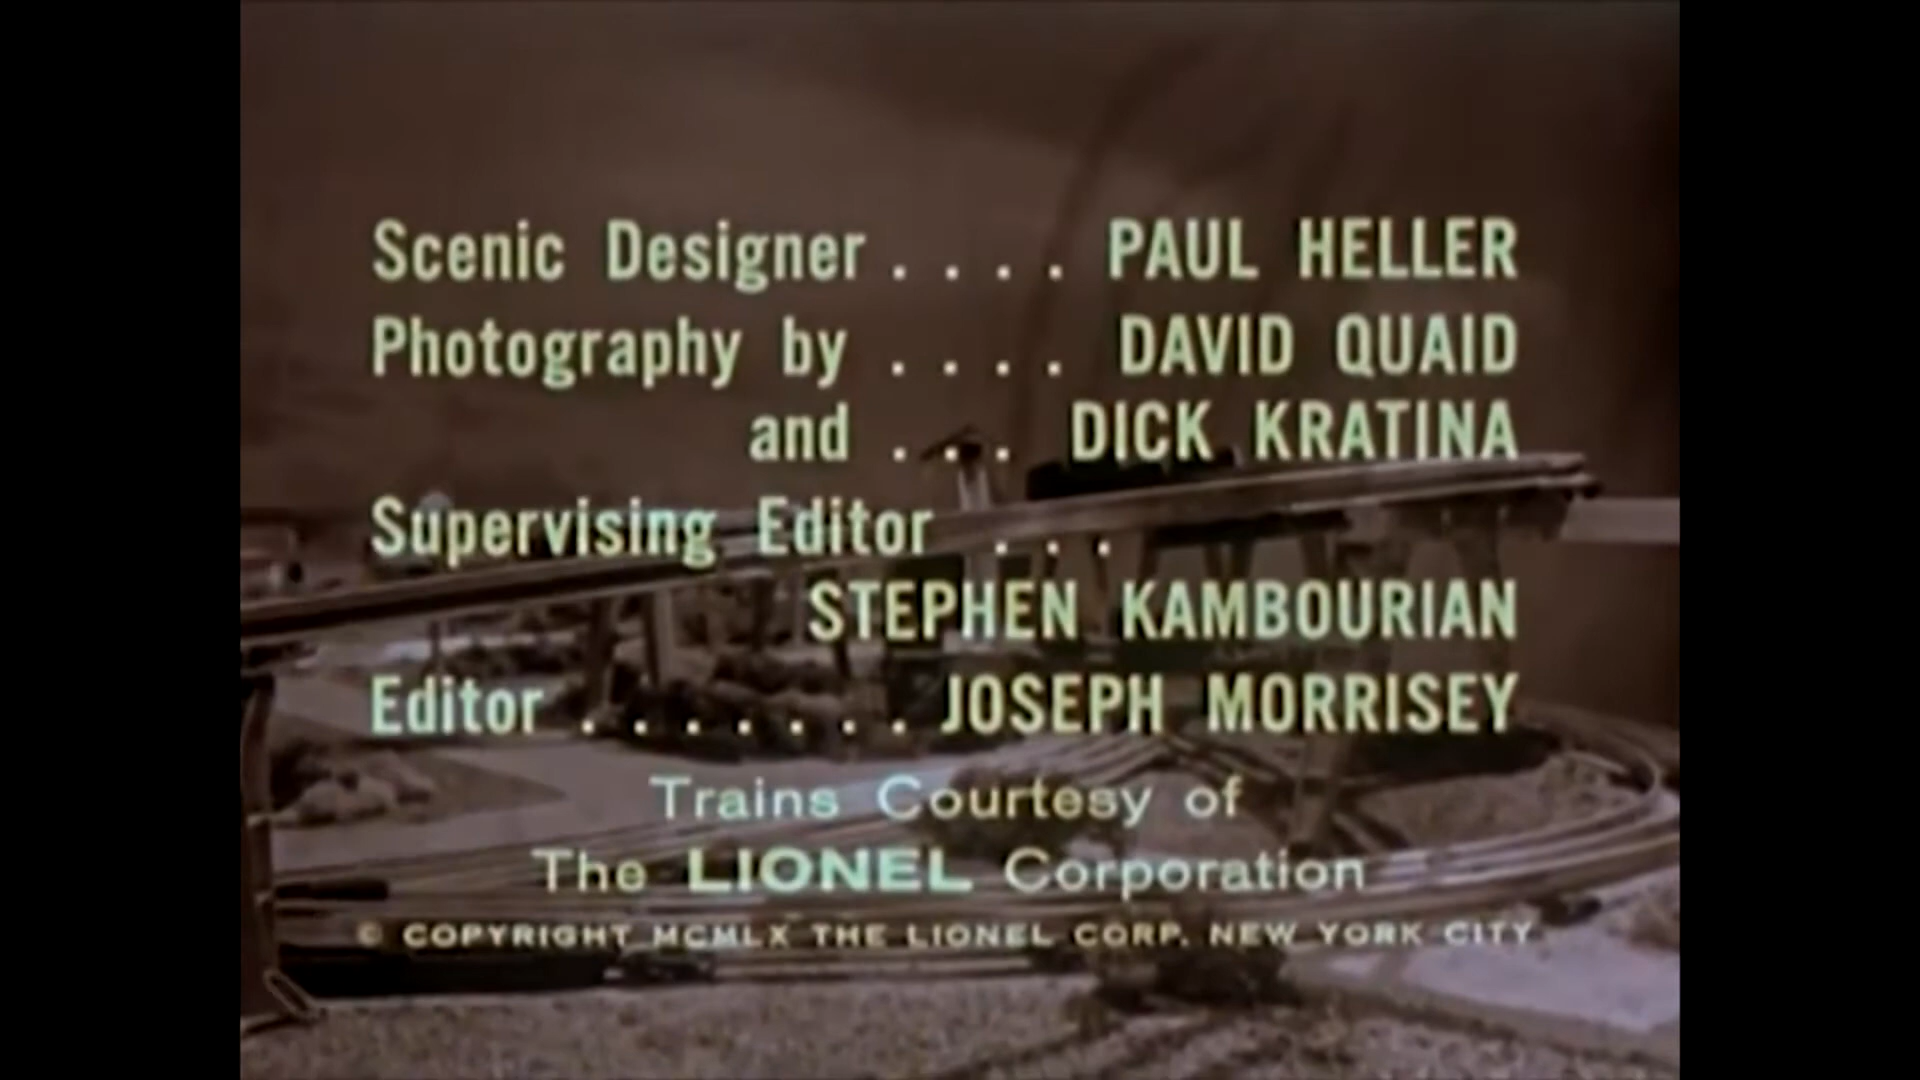 Scenic Designer . . . . PAUL HELLER
Photography by . . . . DAVID QUAID
and . . . DICK KRATINA
Supervising Editor . . .
STEPHEN KAMBOURIAN
Editor . . . . . . . JOSEPH MORRISEY
Trains Courtesy of
The LIONEL Corporation
© COPYRIGHT MCMLX THE LIONEL CORP. NEW YORK CITY